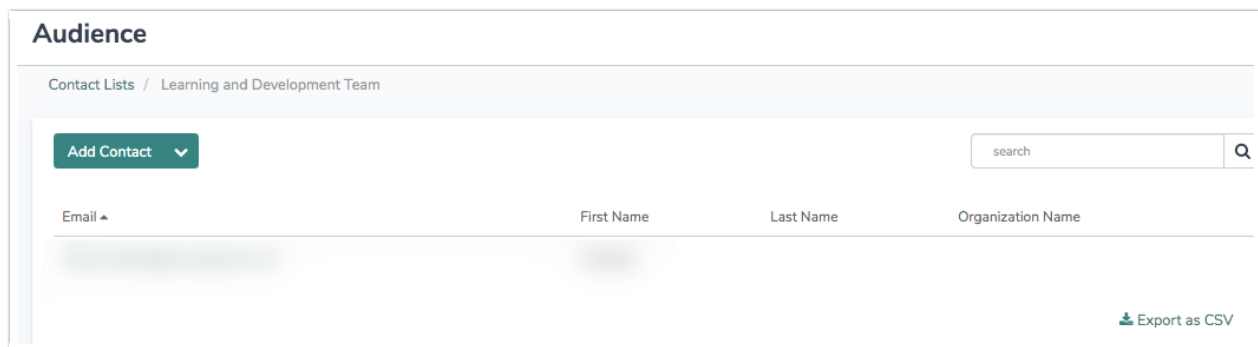 Audience
Contact Lists / Learning and Development Team
Add Contact
search
Email First Name Last Name Organization Name
Export as CSV